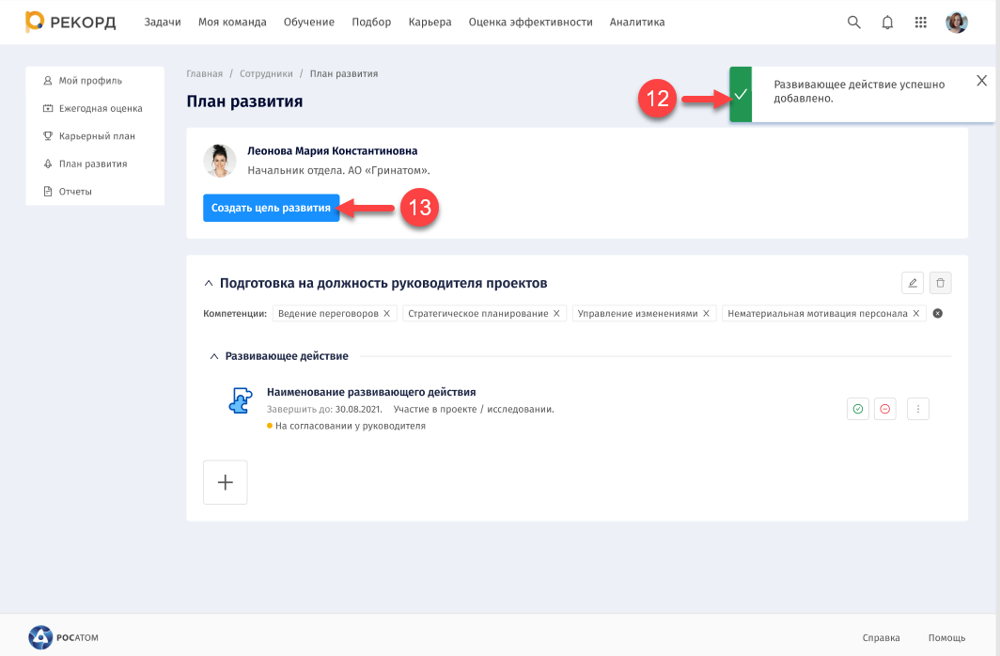 РЕКОРД
Задачи Моя команда Обучение Подбор Карьера Оценка эффективности Аналитика
Мой профиль
Ежегодная оценка
Карьерный план
План развития
Отчеты
Главная / Сотрудники / План развития
План развития
12
Развивающее действие успешно
добавлено.
Леонова Мария Константиновна
Начальник отдела. АО «Гринатом».
Создать цель развития
13
Подготовка на должность руководителя проектов
Компетенции: Ведение переговоров Стратегическое планирование Управление изменениями Нематериальная мотивация персонала
Развивающее действие
Наименование развивающего действия
Завершить до: 30.08.2021. Участие в проекте / исследовании.
На согласовании у руководителя
РОСАТОМ
Справка Помощь